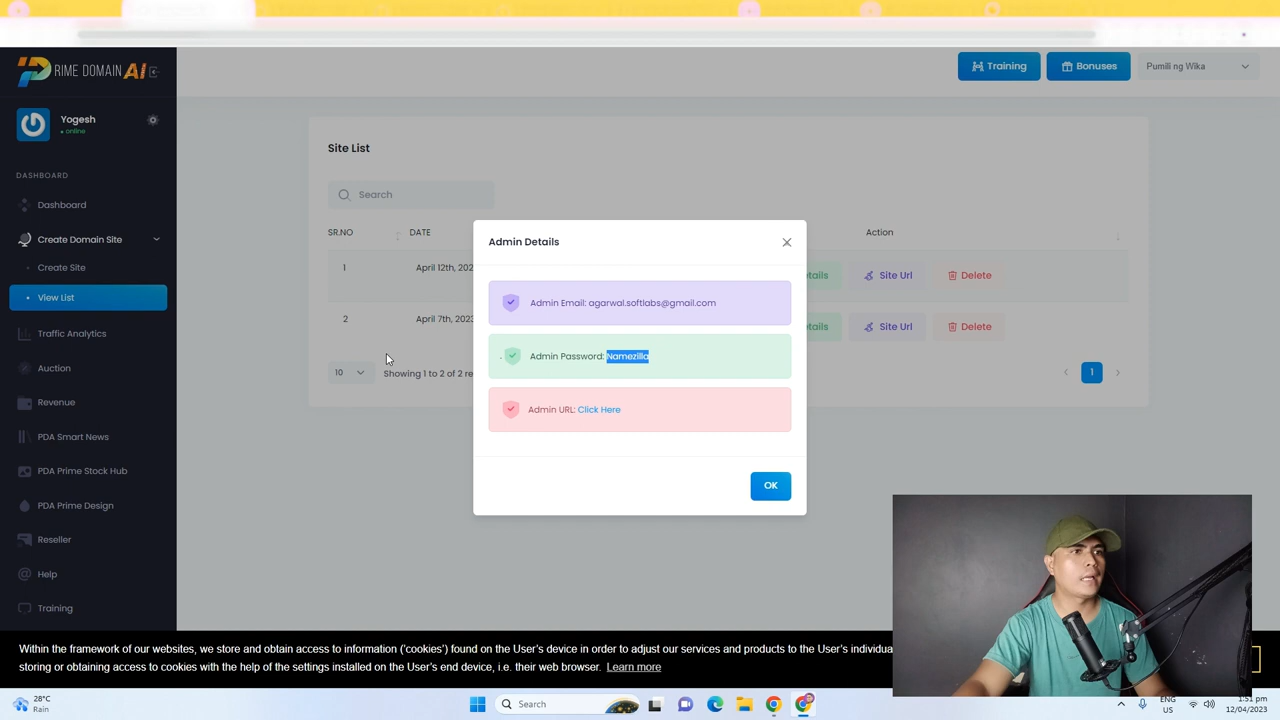 RIME DOMAIN AI
Training
Bonuses
Pumili ng Wika
Yogesh
online
DASHBOARD
Dashboard
Create Domain Site
Create Site
View List
Traffic Analytics
Auction
Revenue
PDA Smart News
PDA Prime Stock Hub
PDA Prime Design
Reseller
Help
Training
Site List
Search
SR.NO DATE Action
1 April 12th, 202 tails Site Url Delete
2 April 7th, 2023 tails Site Url Delete
10 Showing 1 to 2 of 2 re 1
Admin Details
Admin Email: agarwal.softlabs@gmail.com
Admin Password: Namezilla
Admin URL: Click Here
OK
Within the framework of our websites, we store and obtain access to information ('cookies') found on the User's device in order to adjust our services and products to the User's individua
storing or obtaining access to cookies with the help of the settings installed on the User's end device, i.e. their web browser. Learn more
28°C
Rain
Search
ENG
US
1:51 pm
12/04/2023